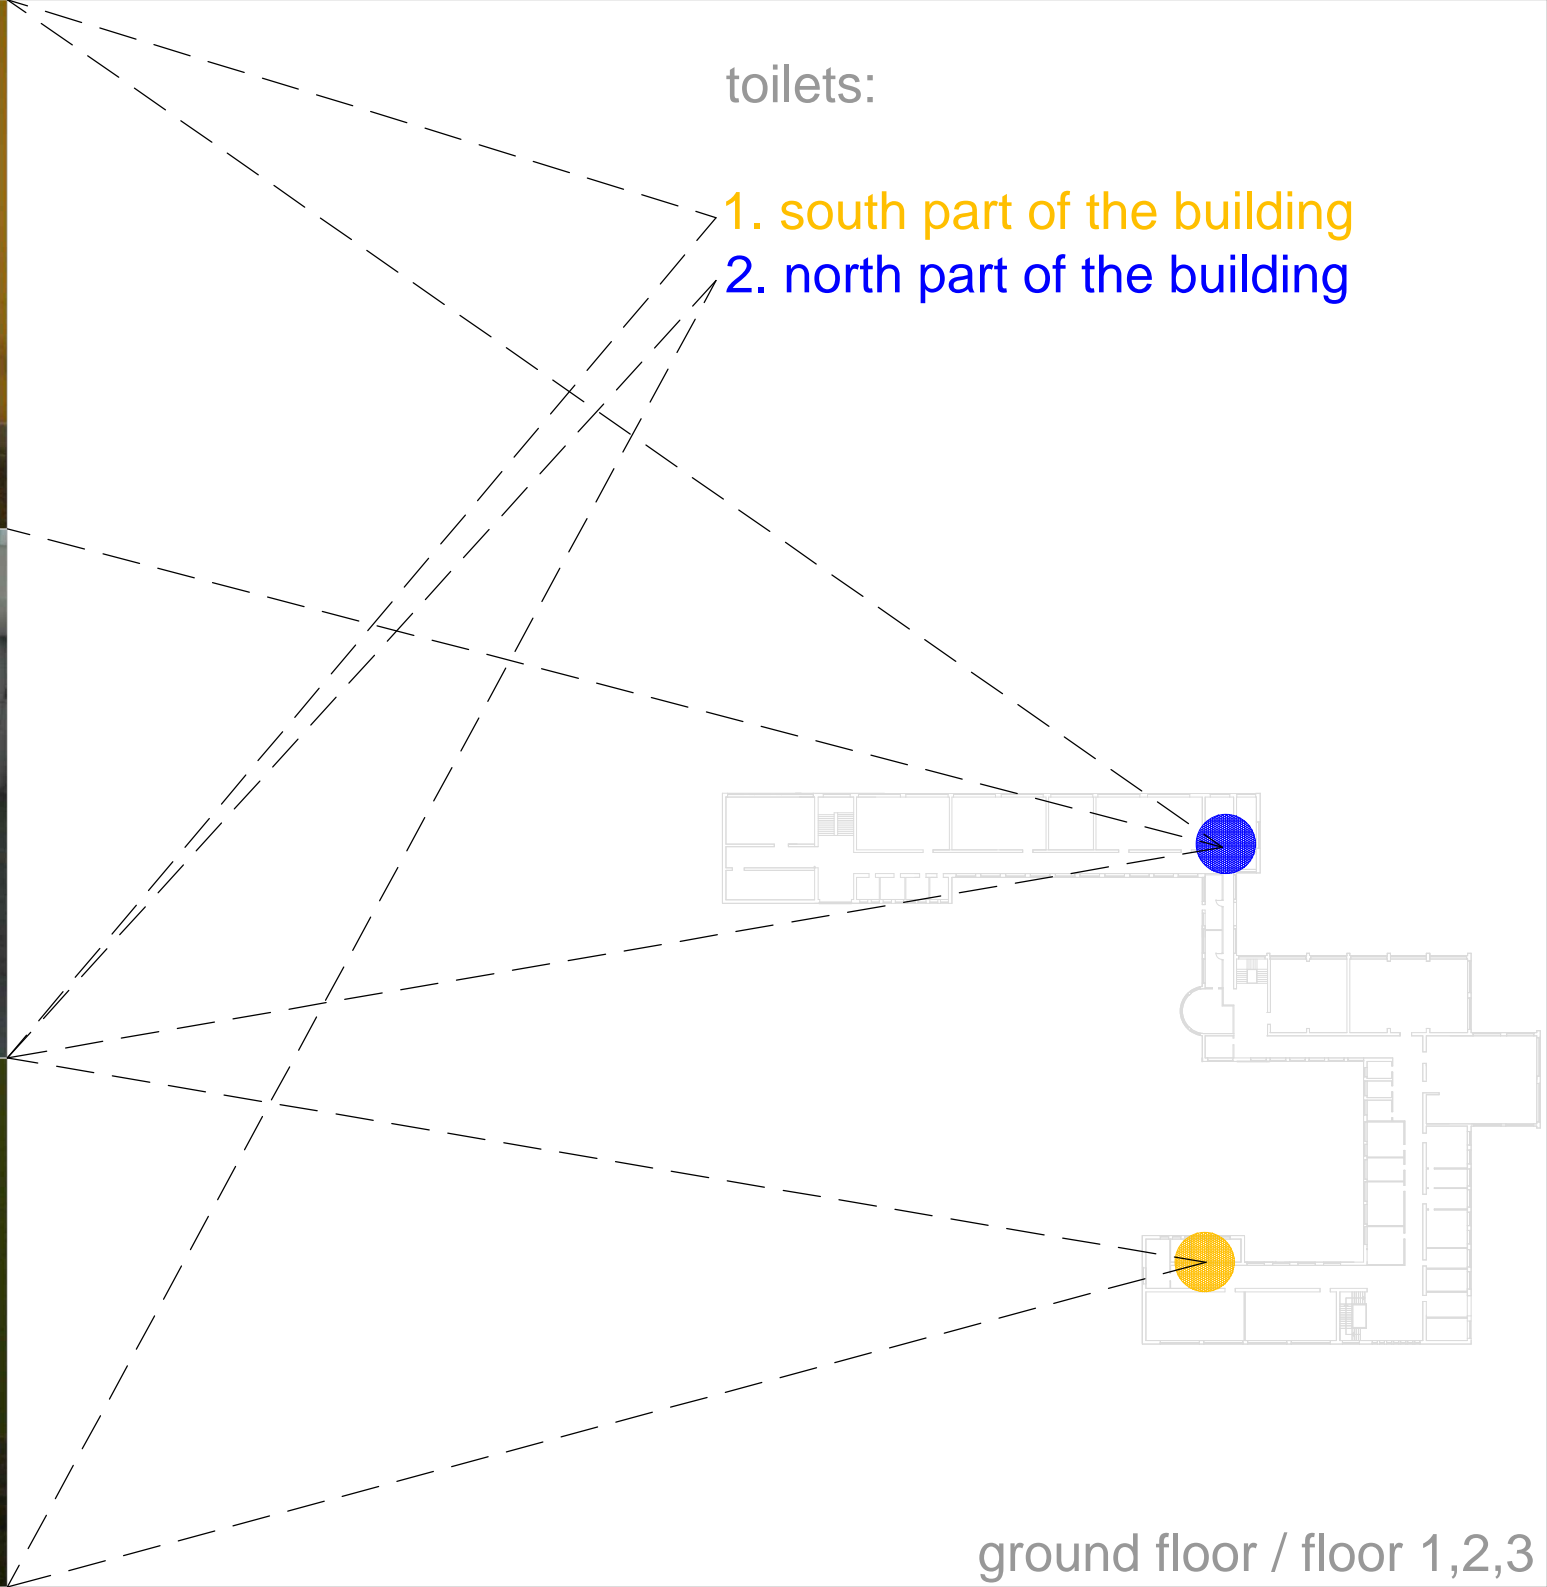 toilets:
1. south part of the building
2. north part of the building
ground floor / floor 1,2,3